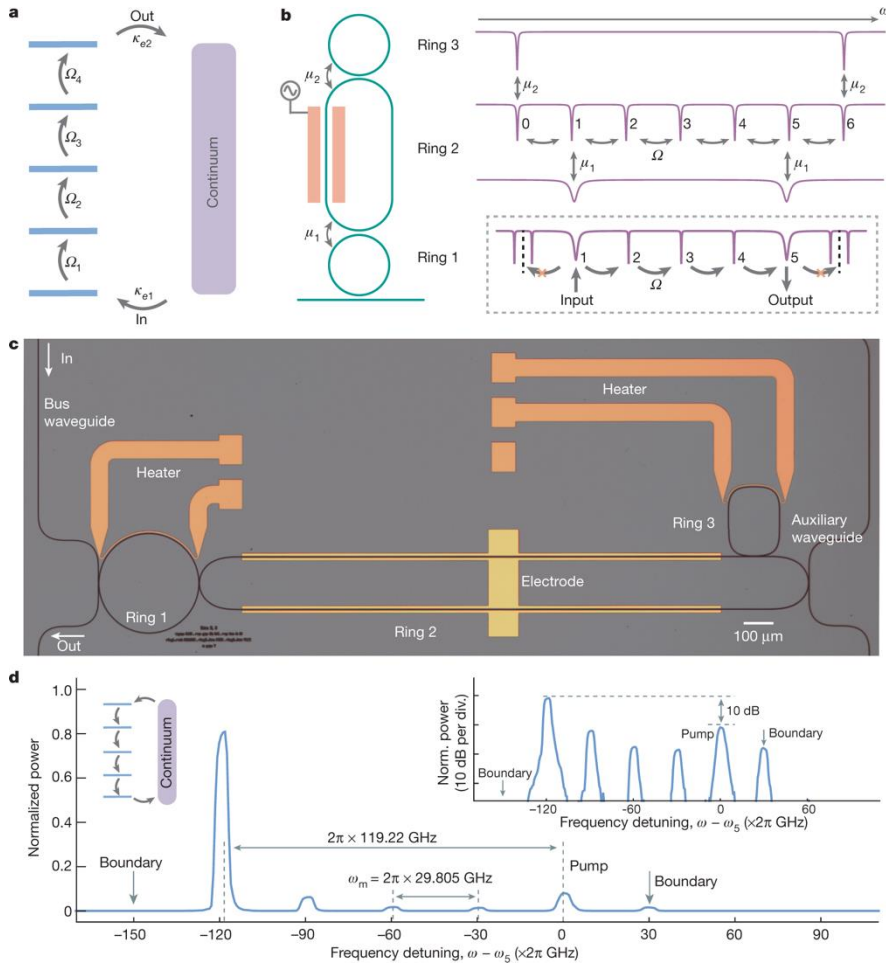 a
Out
κe2
Ω4
Ω3
Ω2
Ω1
Continuum
κe1
In
b
Ring 3
μ2
Ring 2
μ1
Ring 1
ω
μ2 μ2
0 1 2 3 4 5 6
Ω
μ1 μ1
1 2 3 4 5
Ω
Input Output
c
In
Bus
waveguide
Heater
Heater
Ring 3
Auxiliary
waveguide
Electrode
Ring 1
Ring 2
Out
100 μm
d
Normalized power
1.0
0.8
0.6
0.4
0.2
0
Continuum
Boundary
2π × 119.22 GHz
ωm = 2π × 29.805 GHz
Pump
Boundary
−150 −120 −90 −60 −30 0 30 60 90
Frequency detuning, ω − ω5 (×2π GHz)
Norm. power
(10 dB per div.)
10 dB
Pump
Boundary
Boundary
−120 −60 0 60
Frequency detuning, ω − ω5 (×2π GHz)